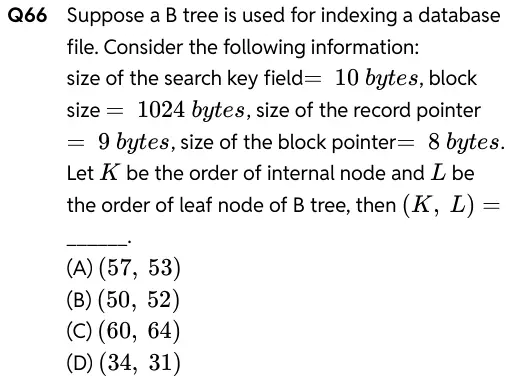 Q66 Suppose a B tree is used for indexing a database
file. Consider the following information:
size of the search key field= 10 bytes, block
size = 1024 bytes, size of the record pointer
= 9 bytes, size of the block pointer= 8 bytes.
Let K be the order of internal node and L be
the order of leaf node of B tree, then (K, L) =
______.
(A) (57, 53)
(B) (50, 52)
(C) (60, 64)
(D) (34, 31)